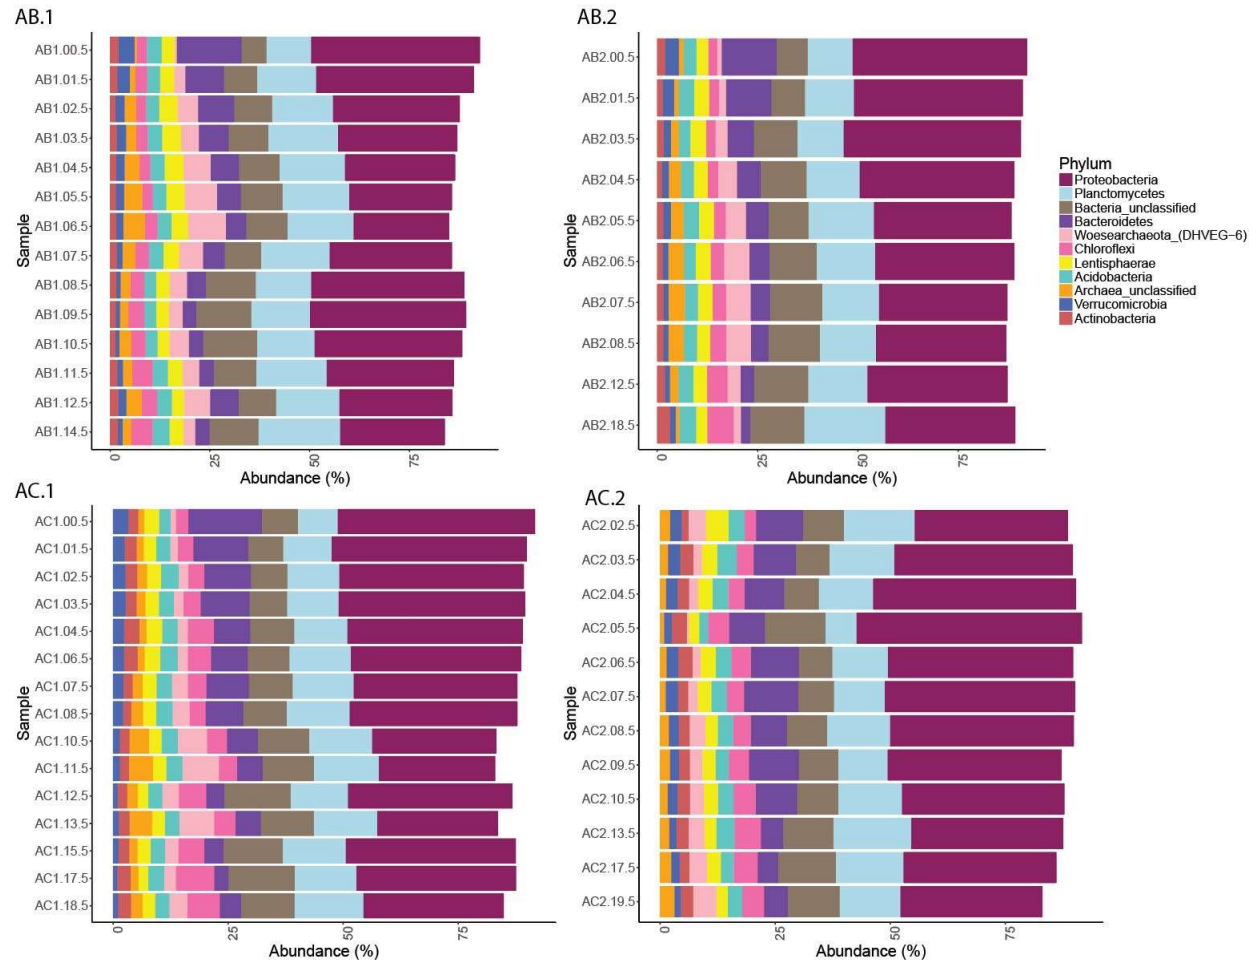 AB.1
AB1.00.5
AB1.01.5
AB1.02.5
AB1.03.5
AB1.04.5
AB1.05.5
AB1.06.5
AB1.07.5
AB1.08.5
AB1.09.5
AB1.10.5
AB1.11.5
AB1.12.5
AB1.14.5
Sample
0
25
50
75
Abundance (%)
AB.2
AB2.00.5
AB2.01.5
AB2.03.5
AB2.04.5
AB2.05.5
AB2.06.5
AB2.07.5
AB2.08.5
AB2.12.5
AB2.18.5
Sample
0
25
50
75
Abundance (%)
Phylum
Proteobacteria
Planctomycetes
Bacteria_unclassified
Bacteroidetes
Woesearchaeota_(DHVEG-6)
Chloroflexi
Lentisphaerae
Acidobacteria
Archaea_unclassified
Verrucomicrobia
Actinobacteria
AC.1
AC1.00.5
AC1.01.5
AC1.02.5
AC1.03.5
AC1.04.5
AC1.06.5
AC1.07.5
AC1.08.5
AC1.10.5
AC1.11.5
AC1.12.5
AC1.13.5
AC1.15.5
AC1.17.5
AC1.18.5
Sample
0
25
50
75
Abundance (%)
AC.2
AC2.02.5
AC2.03.5
AC2.04.5
AC2.05.5
AC2.06.5
AC2.07.5
AC2.08.5
AC2.09.5
AC2.10.5
AC2.13.5
AC2.17.5
AC2.19.5
Sample
0
25
50
75
Abundance (%)